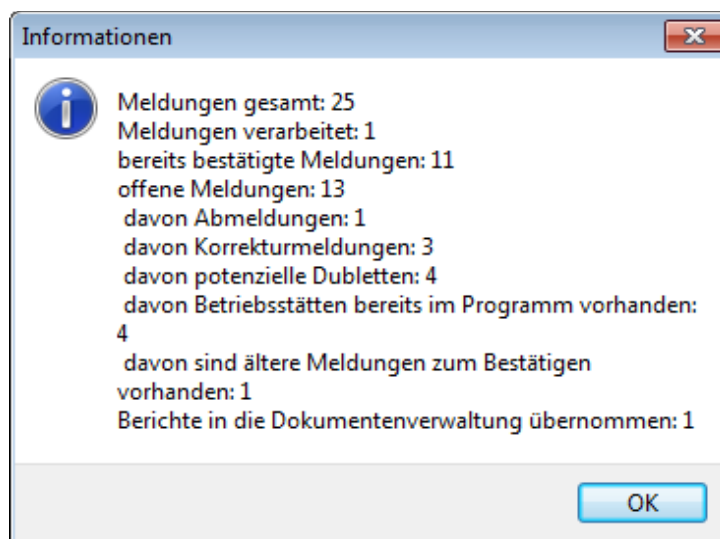 Informationen
Meldungen gesamt: 25
Meldungen verarbeitet: 1
bereits bestätigte Meldungen: 11
offene Meldungen: 13
davon Abmeldungen: 1
davon Korrekturmeldungen: 3
davon potenzielle Dubletten: 4
davon Betriebsstätten bereits im Programm vorhanden:
4
davon sind ältere Meldungen zum Bestätigen
vorhanden: 1
Berichte in die Dokumentenverwaltung übernommen: 1
OK